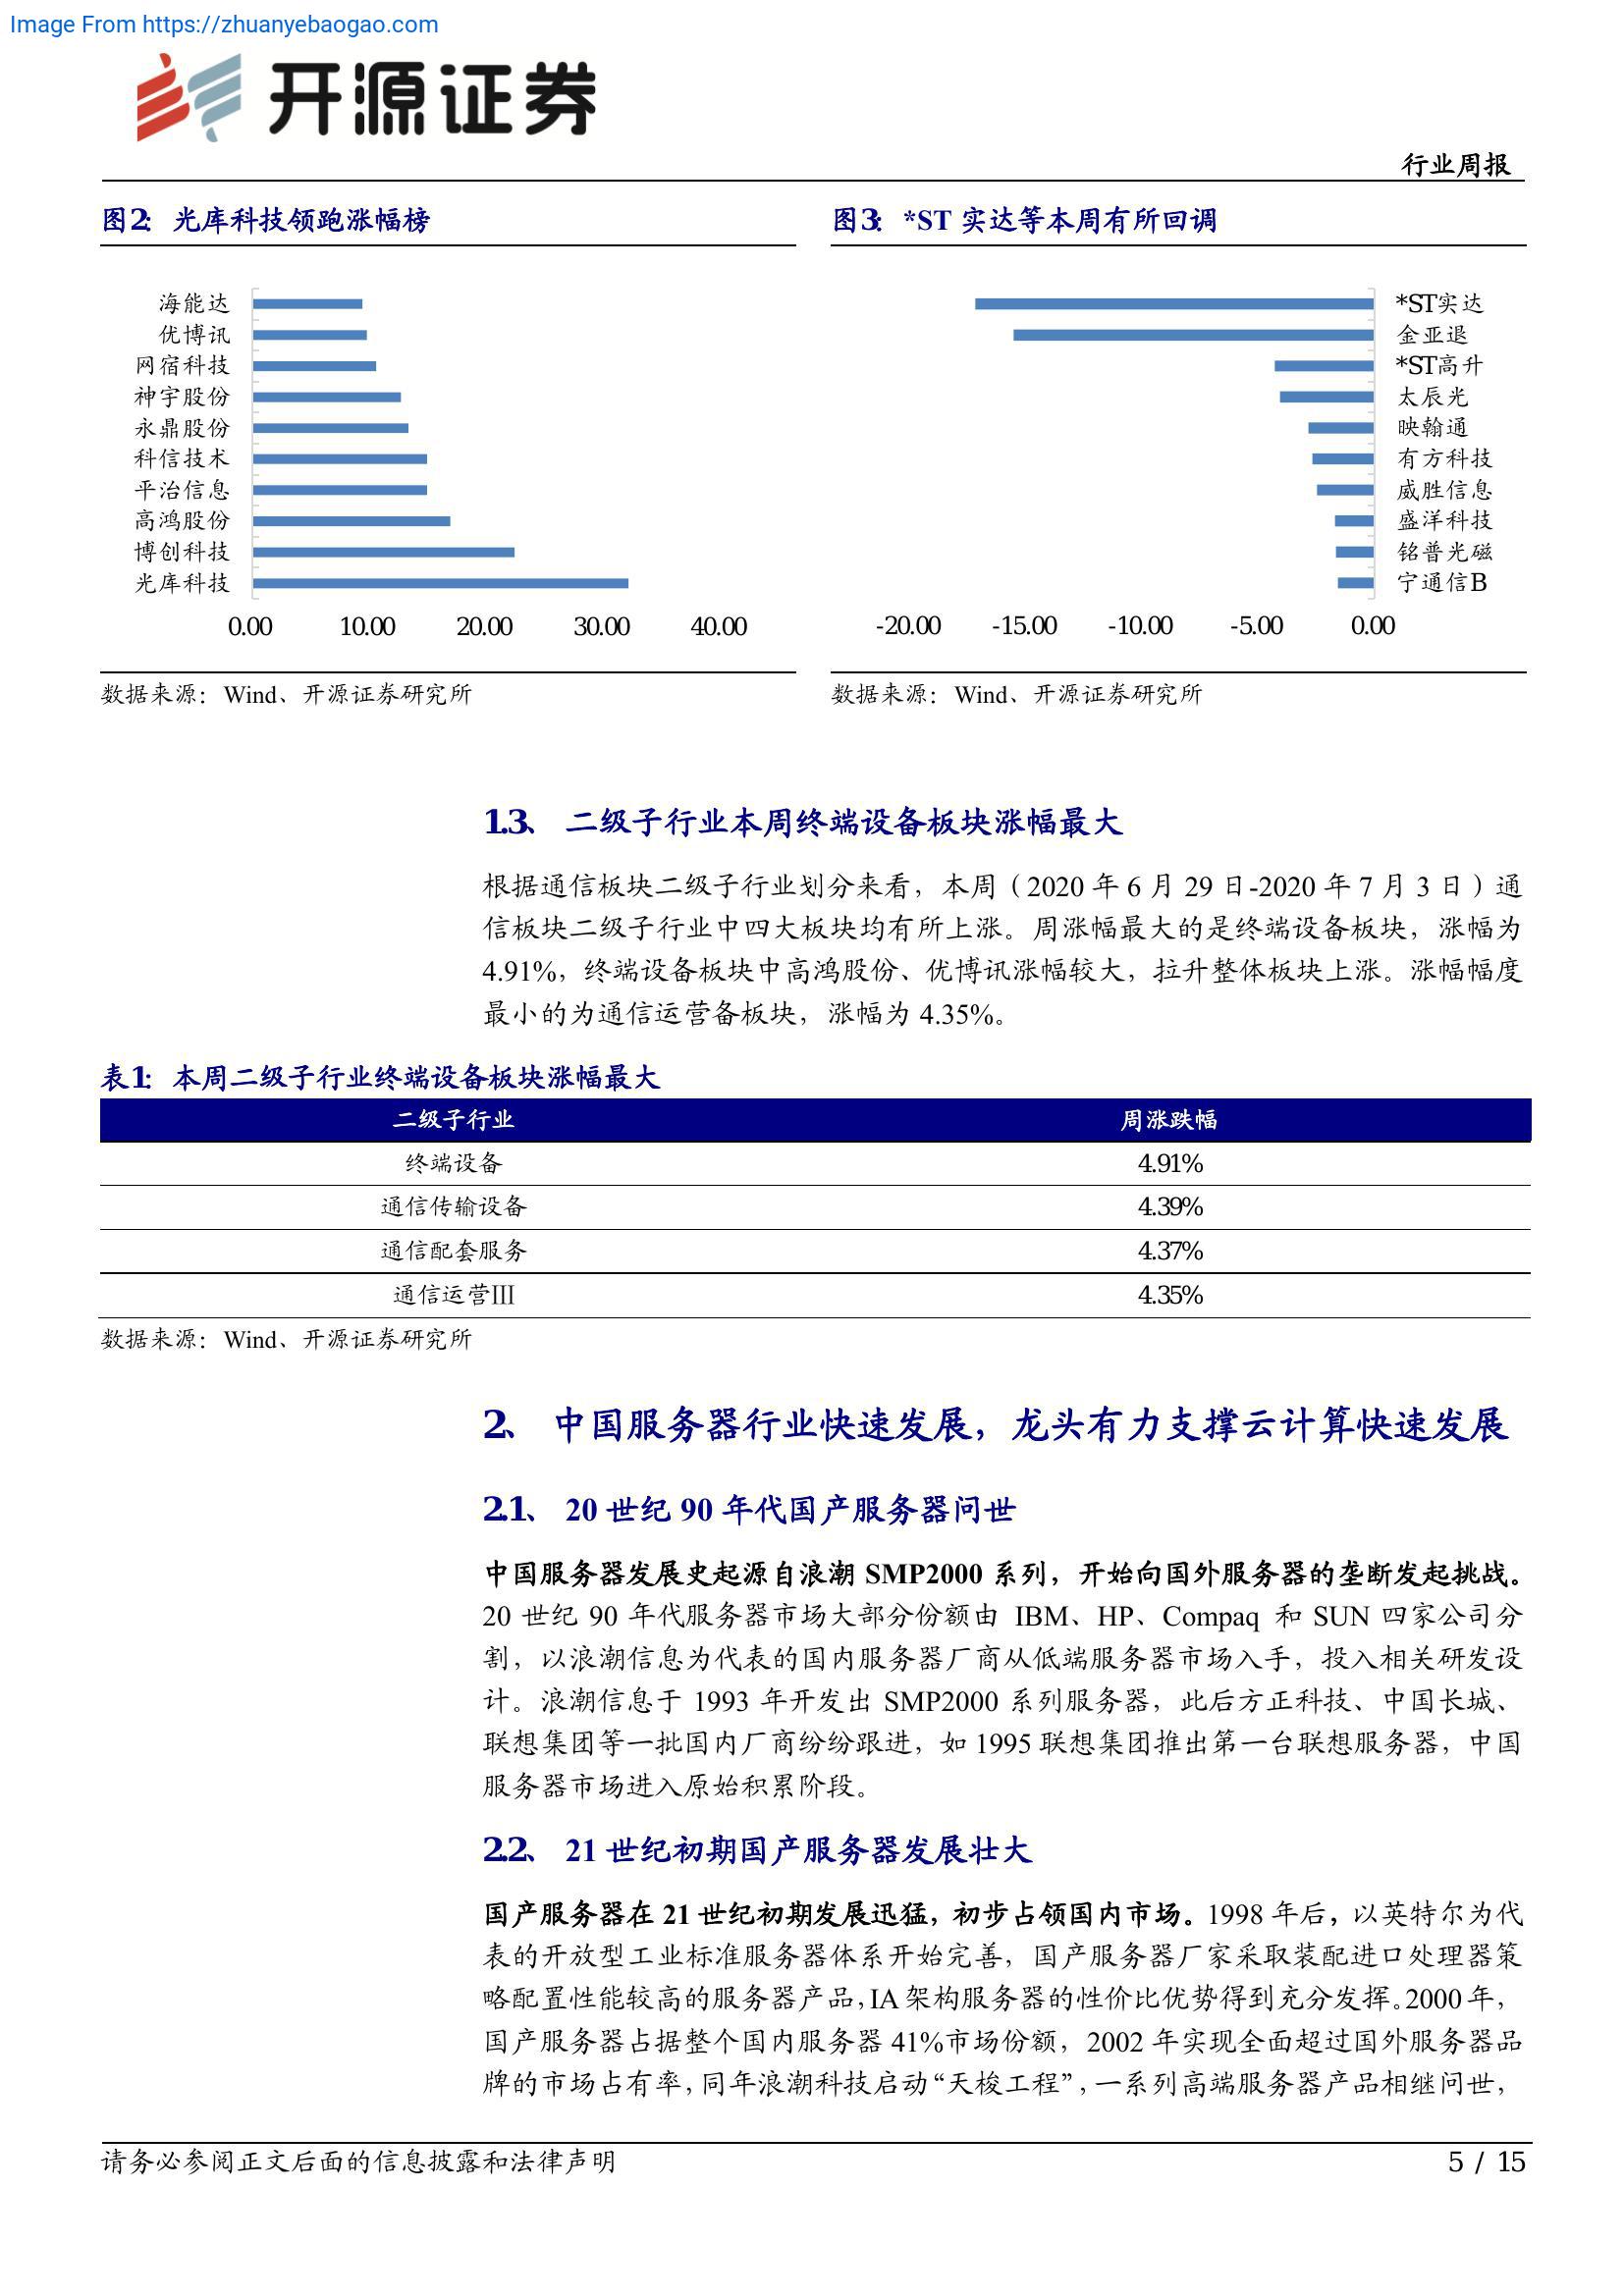 Image From https://zhuanyebaogao.com
开源证券
行业周报
图2： 光库科技领跑涨幅榜
海能达
优博讯
网宿科技
神宇股份
永鼎股份
科信技术
平治信息
高鸿股份
博创科技
光库科技
0.00 10.00 20.00 30.00 40.00
数据来源：Wind、开源证券研究所
图3： *ST 实达等本周有所回调
*ST实达
金亚退
*ST高升
太辰光
映翰通
有方科技
威胜信息
盛洋科技
铭普光磁
宁通信B
-20.00 -15.00 -10.00 -5.00 0.00
数据来源：Wind、开源证券研究所
1.3、 二级子行业本周终端设备板块涨幅最大
根据通信板块二级子行业划分来看，本周（2020 年 6 月 29 日-2020 年 7 月 3 日）通
信板块二级子行业中四大板块均有所上涨。周涨幅最大的是终端设备板块，涨幅为
4.91%，终端设备板块中高鸿股份、优博讯涨幅较大，拉升整体板块上涨。涨幅幅度
最小的为通信运营备板块，涨幅为 4.35%。
表1： 本周二级子行业终端设备板块涨幅最大
二级子行业 周涨跌幅
终端设备 4.91%
通信传输设备 4.39%
通信配套服务 4.37%
通信运营Ⅲ 4.35%
数据来源：Wind、开源证券研究所
2、 中国服务器行业快速发展，龙头有力支撑云计算快速发展
2.1、 20 世纪 90 年代国产服务器问世
中国服务器发展史起源自浪潮 SMP2000 系列，开始向国外服务器的垄断发起挑战。
20 世纪 90 年代服务器市场大部分份额由 IBM、HP、Compaq 和 SUN 四家公司分
割，以浪潮信息为代表的国内服务器厂商从低端服务器市场入手，投入相关研发设
计。浪潮信息于 1993 年开发出 SMP2000 系列服务器，此后方正科技、中国长城、
联想集团等一批国内厂商纷纷跟进，如 1995 联想集团推出第一台联想服务器，中国
服务器市场进入原始积累阶段。
2.2、 21 世纪初期国产服务器发展壮大
国产服务器在 21 世纪初期发展迅猛，初步占领国内市场。1998 年后，以英特尔为代
表的开放型工业标准服务器体系开始完善，国产服务器厂家采取装配进口处理器策
略配置性能较高的服务器产品，IA 架构服务器的性价比优势得到充分发挥。2000 年，
国产服务器占据整个国内服务器 41%市场份额，2002 年实现全面超过国外服务器品
牌的市场占有率，同年浪潮科技启动“天梭工程”，一系列高端服务器产品相继问世，
请务必参阅正文后面的信息披露和法律声明
5 / 15